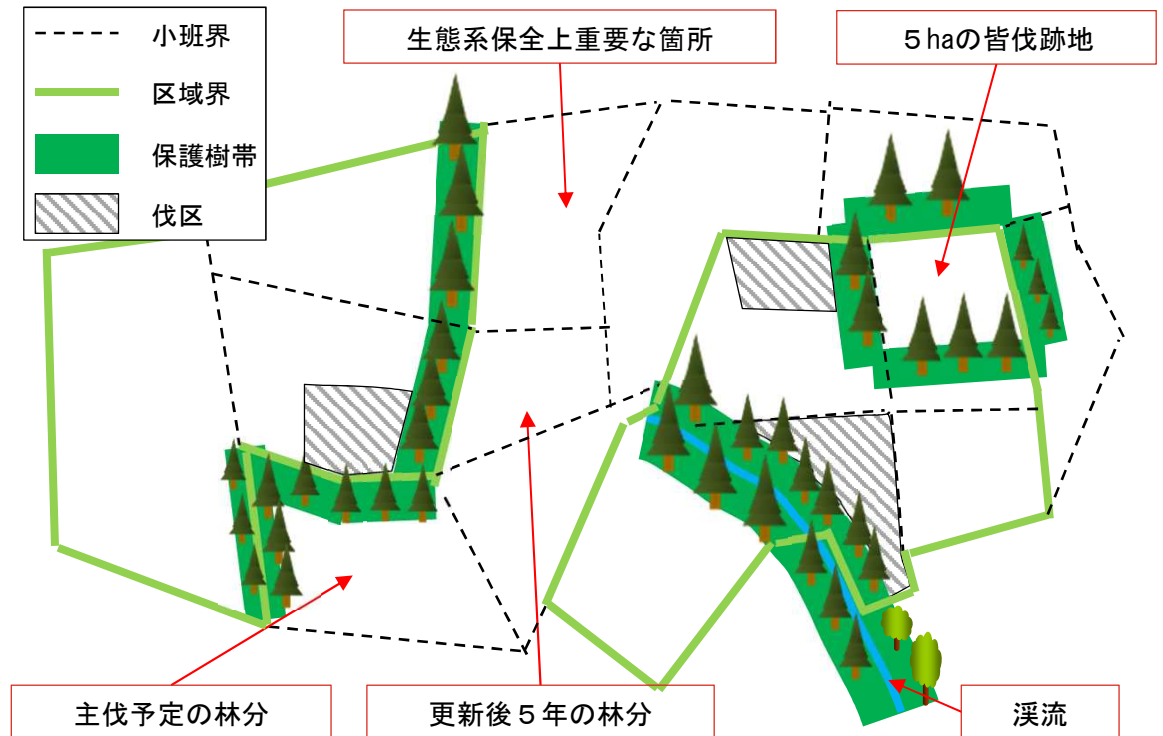 小班界
区域界
保護樹帯
伐区
生態系保全上重要な箇所
５haの皆伐跡地
主伐予定の林分
更新後５年の林分
渓流